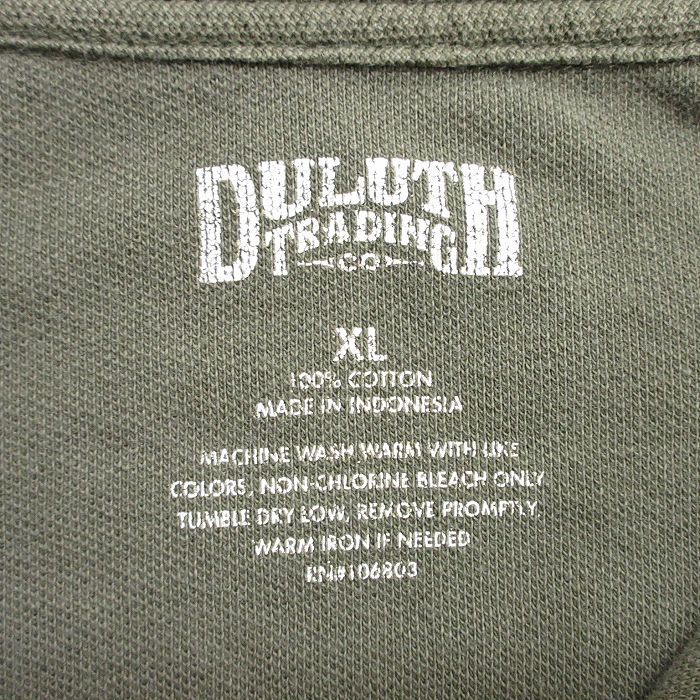 DULUTH
TRADING
CO
XL
100% COTTON
MADE IN INDONESIA
MACHINE WASH WARM WITH LIKE
COLORS, NON-CHLORINE BLEACH ONLY.
TUMBLE DRY LOW, REMOVE PROMPTLY.
WARM IRON IF NEEDED
RN#106803